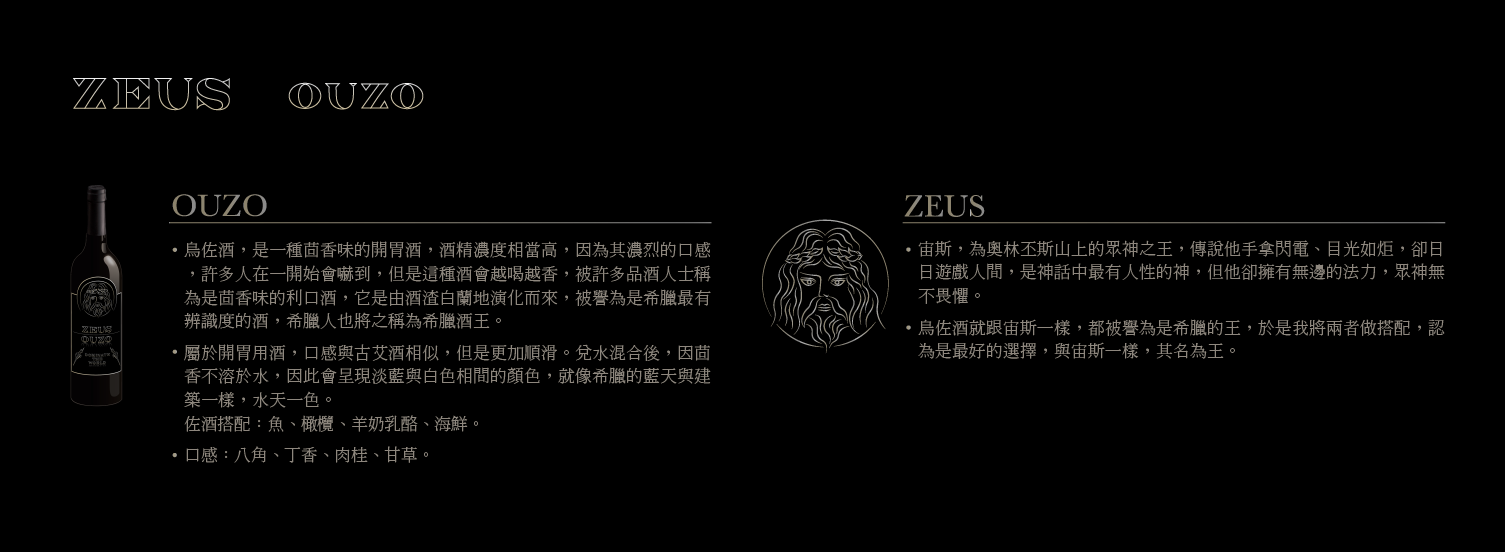 ZEUS OUZO
OUZO
• 烏佐酒，是一種茴香味的開胃酒，酒精濃度相當高，因為其濃烈的口感
，許多人在一開始會嚇到，但是這種酒會越喝越香，被許多品酒人士稱
為是茴香味的利口酒，它是由酒渣白蘭地演化而來，被譽為是希臘最有
辨識度的酒，希臘人也將之稱為希臘酒王。
• 屬於開胃用酒，口感與古艾酒相似，但是更加順滑。兌水混合後，因茴
香不溶於水，因此會呈現淡藍與白色相間的顏色，就像希臘的藍天與建
築一樣，水天一色。
佐酒搭配：魚、橄欖、羊奶乳酪、海鮮。
• 口感：八角、丁香、肉桂、甘草。
ZEUS
• 宙斯，為奧林丕斯山上的眾神之王，傳說他手拿閃電、目光如炬，卻日
日遊戲人間，是神話中最有人性的神，但他卻擁有無邊的法力，眾神無
不畏懼。
• 烏佐酒就跟宙斯一樣，都被譽為是希臘的王，於是我將兩者做搭配，認
為是最好的選擇，與宙斯一樣，其名為王。
ZEUS
OUZO